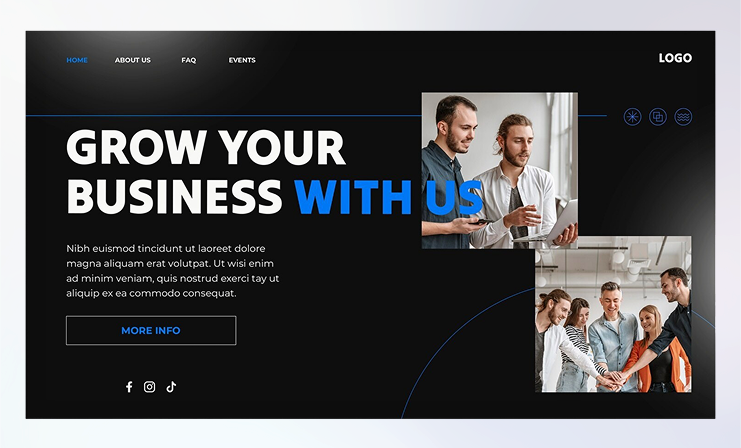 HOME ABOUT US FAQ EVENTS LOGO
GROW YOUR
BUSINESS WITH US
Nibh euismod tincidunt ut laoreet dolore
magna aliquam erat volutpat. Ut wisi enim
ad minim veniam, quis nostrud exerci tay ut
aliquip ex ea commodo consequat.
MORE INFO